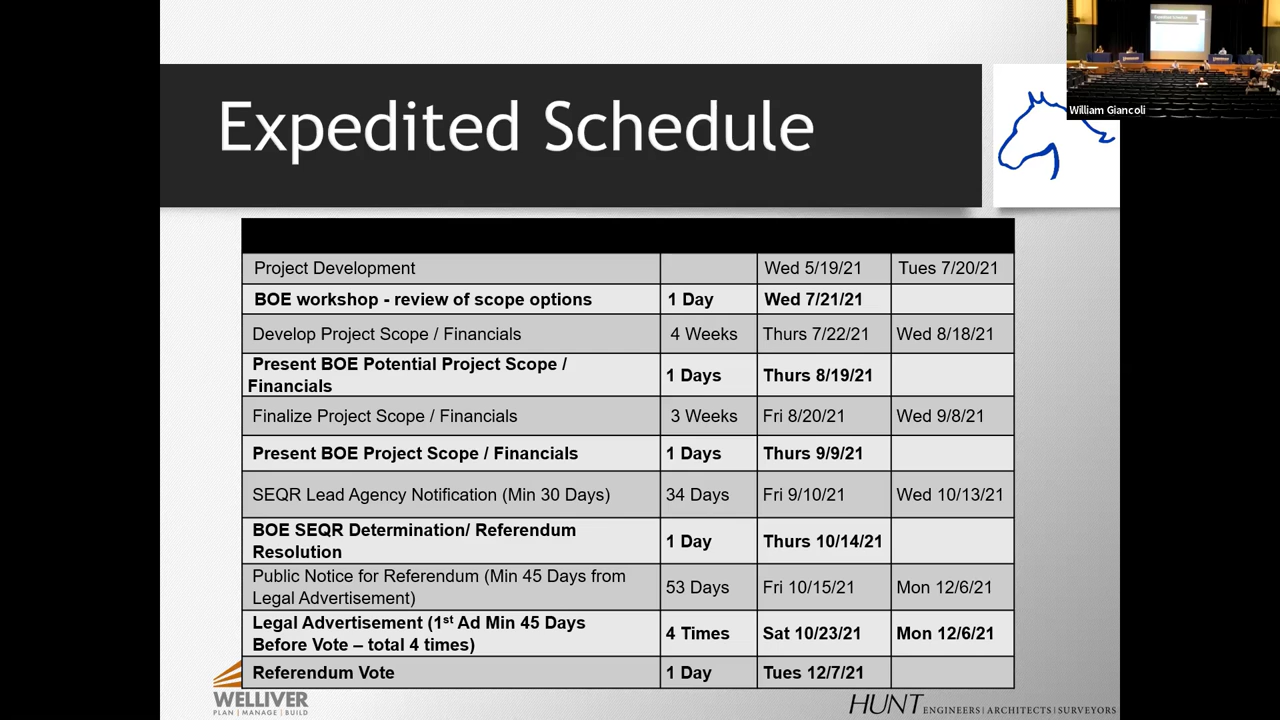 William Giancoli
Expedited Schedule
Project Development Wed 5/19/21 Tues 7/20/21
BOE workshop - review of scope options 1 Day Wed 7/21/21
Develop Project Scope / Financials 4 Weeks Thurs 7/22/21 Wed 8/18/21
Present BOE Potential Project Scope /
Financials 1 Days Thurs 8/19/21
Finalize Project Scope / Financials 3 Weeks Fri 8/20/21 Wed 9/8/21
Present BOE Project Scope / Financials 1 Days Thurs 9/9/21
SEQR Lead Agency Notification (Min 30 Days) 34 Days Fri 9/10/21 Wed 10/13/21
BOE SEQR Determination/ Referendum
Resolution 1 Day Thurs 10/14/21
Public Notice for Referendum (Min 45 Days from
Legal Advertisement) 53 Days Fri 10/15/21 Mon 12/6/21
Legal Advertisement (1st Ad Min 45 Days
Before Vote – total 4 times) 4 Times Sat 10/23/21 Mon 12/6/21
Referendum Vote 1 Day Tues 12/7/21
WELLIVER
PLAN | MANAGE | BUILD
HUNT ENGINEERS | ARCHITECTS | SURVEYORS